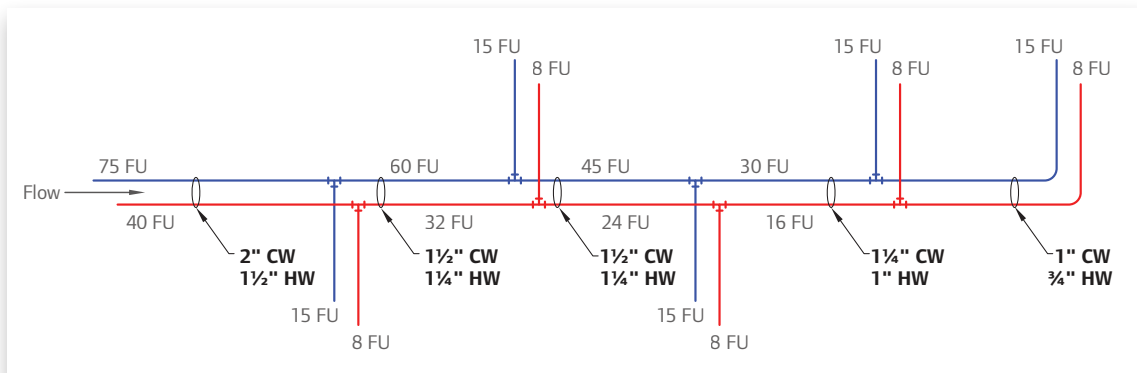 15 FU
8 FU
15 FU
8 FU
15 FU
8 FU
75 FU
60 FU
45 FU
30 FU
Flow
40 FU
32 FU
24 FU
16 FU
2" CW
1½" HW
1½" CW
1¼" HW
1½" CW
1¼" HW
1¼" CW
1" HW
1" CW
¾" HW
15 FU
8 FU
15 FU
8 FU